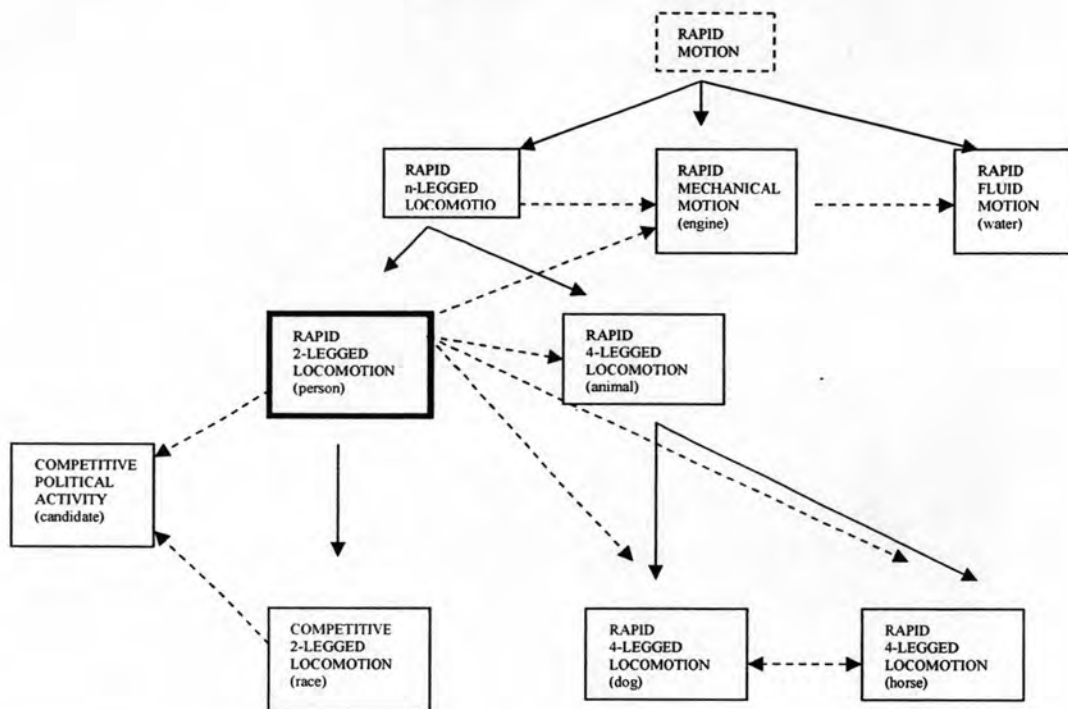 RAPID
MOTION
RAPID
n-LEGGED
LOCOMOTIO
RAPID
MECHANICAL
MOTION
(engine)
RAPID
FLUID
MOTION
(water)
RAPID
2-LEGGED
LOCOMOTION
(person)
RAPID
4-LEGGED
LOCOMOTION
(animal)
COMPETITIVE
POLITICAL
ACTIVITY
(candidate)
COMPETITIVE
2-LEGGED
LOCOMOTION
(race)
RAPID
4-LEGGED
LOCOMOTION
(dog)
RAPID
4-LEGGED
LOCOMOTION
(horse)